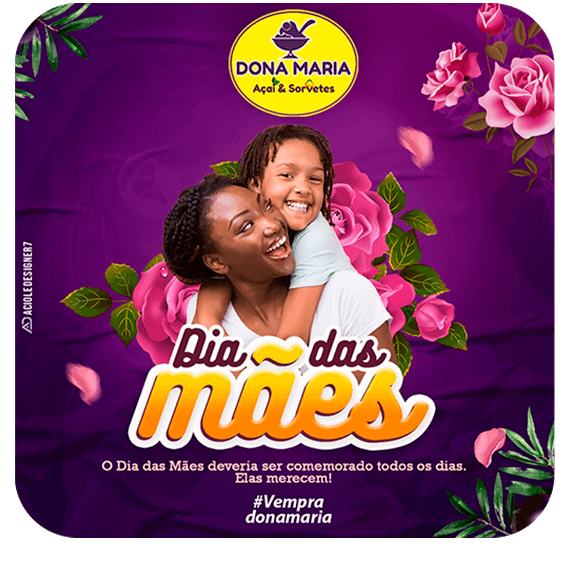 DONA MARIA
Açaí & Sorvetes
ACIOLEDESIGNER7
Dia das
mães
O Dia das Mães deveria ser comemorado todos os dias.
Elas merecem!
#Vempra
donamaria